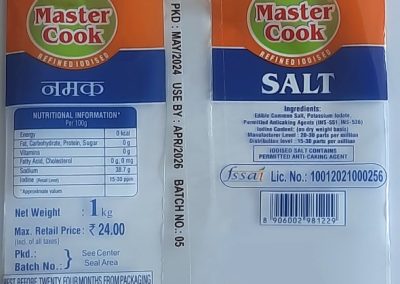 Master
Cook
REFINED IODISED
नमक
NUTRITIONAL INFORMATION*
Per 100g
Energy 0 kcal
Fat, Carbohydrate, Protein, Sugar 0 g
Vitamins 0 g
Fatty Acid, Cholesterol 0 g, 0 mg
Sodium 38.7 g
Iodine (Retail Level) 15-30 ppm
*Approximate values
Net Weight : 1 kg
Max. Retail Price : ₹ 24.00
(incl. of all taxes)
Pkd.:
Batch No.: } See Center
Seal Area
BEST BEFORE TWENTY FOUR MONTHS FROM PACKAGING
PKD : MAY/2024 USE BY : APR/2026 BATCH NO.: 05
Master
Cook
REFINED IODISED
SALT
Ingredients:
Edible Common Salt, Potassium Iodate,
Permitted Anticaking Agents (INS-551, INS-536)
Iodine Content: (on dry weight basis)
Manufacturer Level : 20-30 parts per million
Distribution level : 15-30 parts per million
IODISED SALT CONTAINS
PERMITTED ANTI-CAKING AGENT
fssai Lic. No.: 10012021000256
8 906002 981229